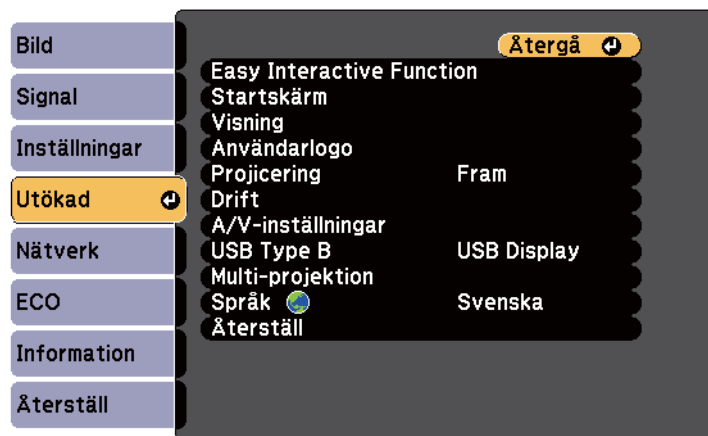 Bild
Signal
Inställningar
Utökad
Nätverk
ECO
Information
Återställ
Återgå
Easy Interactive Function
Startskärm
Visning
Användarlogo
Projicering Fram
Drift
A/V-inställningar
USB Type B USB Display
Multi-projektion
Språk Svenska
Återställ